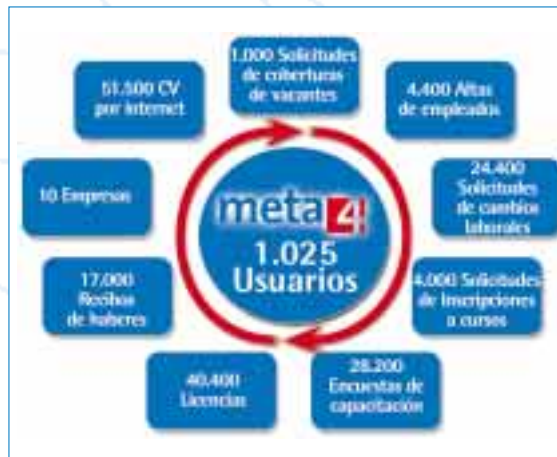 1.000 Solicitudes
de coberturas
de vacantes
4.400 Altas
de empleados
24.400
Solicitudes
de cambios
laborales
4.000 Solicitudes
de Inscripciones
a cursos
28.200
Encuestas de
capacitación
40.400
Licencias
17.000
Recibos
de haberes
10 Empresas
51.500 CV
por internet
meta4
1.025
Usuarios